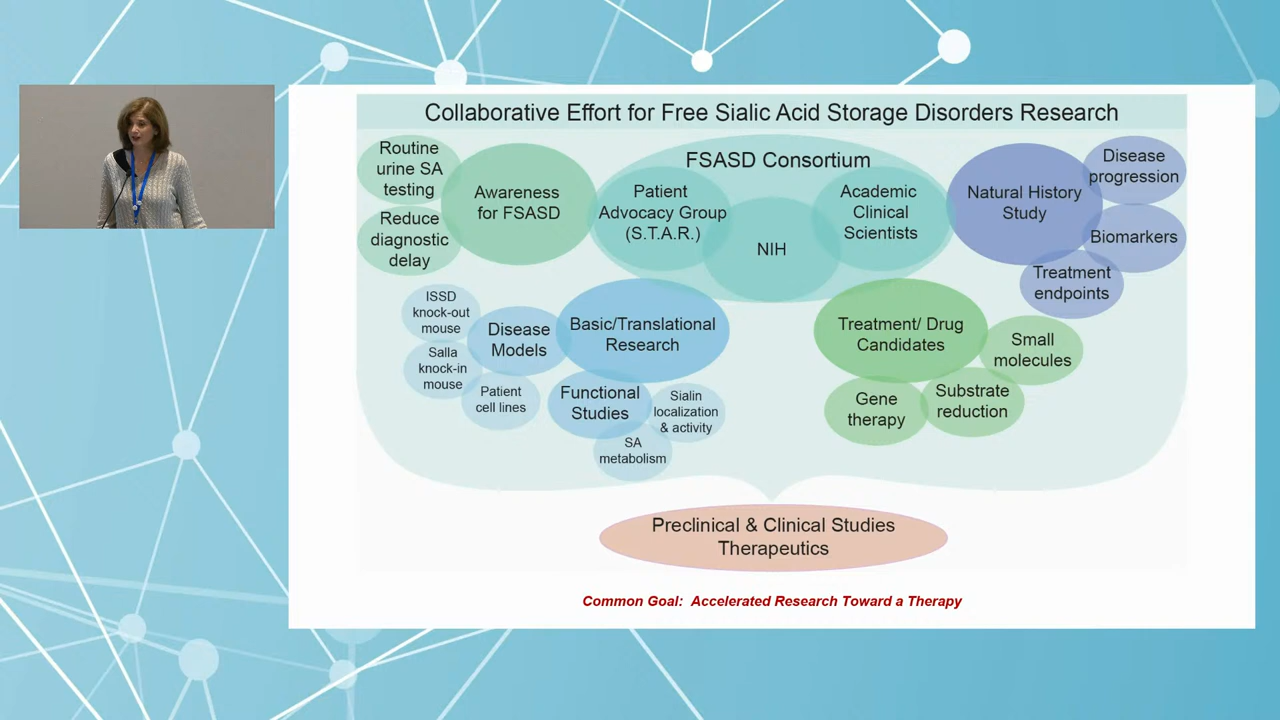 Collaborative Effort for Free Sialic Acid Storage Disorders Research
Routine
urine SA
testing
Reduce
diagnostic
delay
Awareness
for FSASD
FSASD Consortium
Patient
Advocacy Group
(S.T.A.R.)
NIH
Academic
Clinical
Scientists
Natural History
Study
Disease
progression
Biomarkers
Treatment
endpoints
ISSD
knock-out
mouse
Salla
knock-in
mouse
Patient
cell lines
Disease
Models
Basic/Translational
Research
Functional
Studies
Sialin
localization
& activity
SA
metabolism
Treatment/ Drug
Candidates
Small
molecules
Gene
therapy
Substrate
reduction
Preclinical & Clinical Studies
Therapeutics
Common Goal: Accelerated Research Toward a Therapy